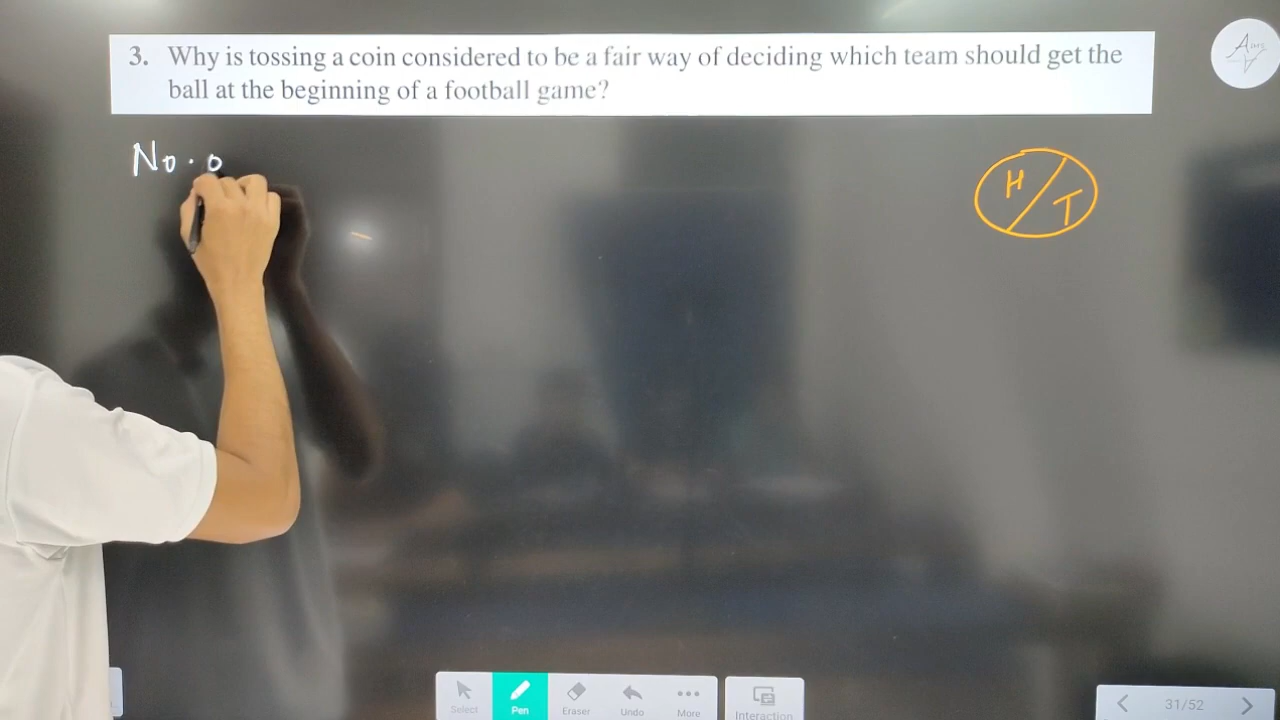 3. Why is tossing a coin considered to be a fair way of deciding which team should get the
ball at the beginning of a football game?
No. o
H/T
Select
Pen
Eraser
Undo
More
Interaction
31/52